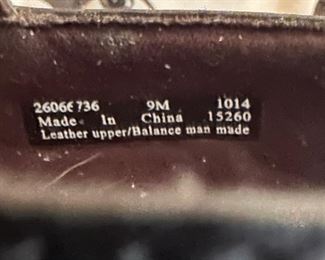 26066736 9M 1014
Made In China 15260
Leather upper/Balance man made